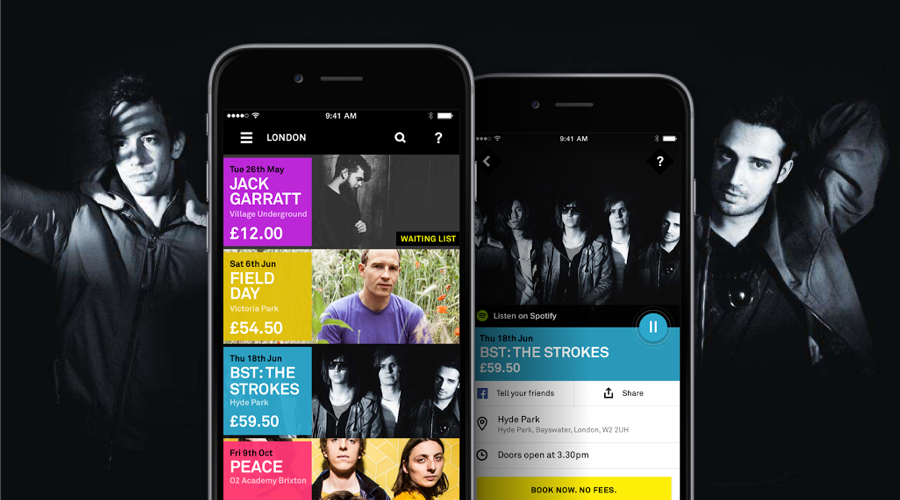 9:41 AM
LONDON
?
Tue 26th May
JACK
GARRATT
Village Underground
£12.00
WAITING LIST
Sat 6th Jun
FIELD
DAY
Victoria Park
£54.50
Thu 18th Jun
BST: THE
STROKES
Hyde Park
£59.50
Fri 9th Oct
PEACE
O2 Academy Brixton
9:41 AM
?
Listen on Spotify
Thu 18th Jun
BST: THE STROKES
£59.50
Tell your friends
Share
Hyde Park
Hyde Park, Bayswater, London, W2 2UH
Doors open at 3.30pm
BOOK NOW. NO FEES.